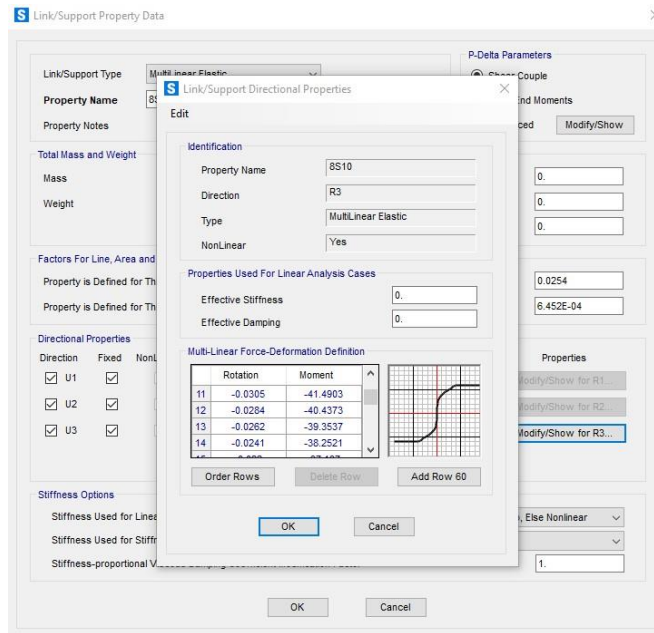 Link/Support Property Data
Link/Support Type
Property Name
Property Notes
P-Delta Parameters
Couple
End Moments
Modify/Show
Total Mass and Weight
Mass
Weight
0.
0.
0.
Factors For Line, Area and
Property is Defined for Th
Property is Defined for Th
0.0254
6.452E-04
Directional Properties
Direction Fixed NonL
U1
U2
U3
Properties
Modify/Show for R1...
Modify/Show for R2...
Modify/Show for R3...
Stiffness Options
Stiffness Used for Linea
Stiffness Used for Stiffn
Stiffness-proportional
, Else Nonlinear
1.
OK Cancel
Link/Support Directional Properties
Edit
Identification
Property Name 8S10
Direction R3
Type MultiLinear Elastic
NonLinear Yes
Properties Used For Linear Analysis Cases
Effective Stiffness 0.
Effective Damping 0.
Multi-Linear Force-Deformation Definition
Rotation Moment
11 -0.0305 -41.4903
12 -0.0284 -40.4373
13 -0.0262 -39.3537
14 -0.0241 -38.2521
Order Rows Delete Row Add Row 60
OK Cancel